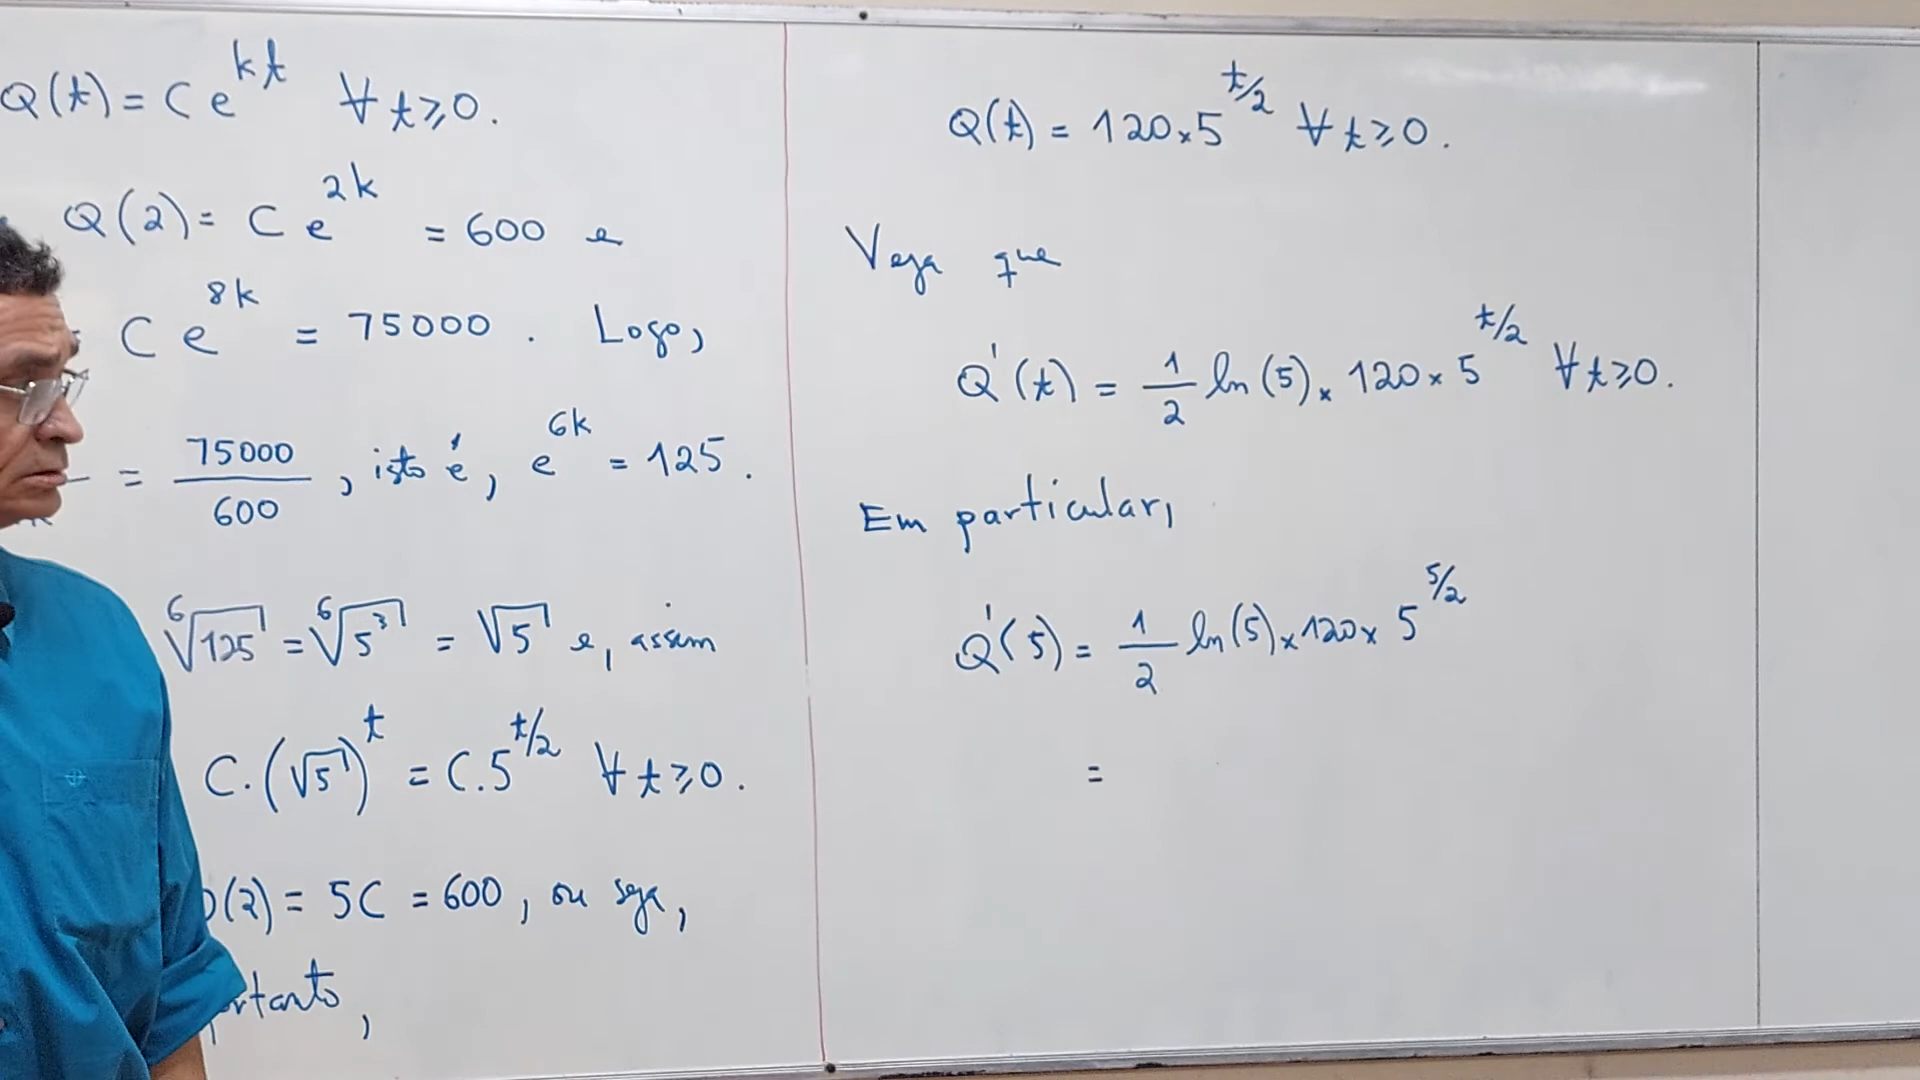 Q(t) = C e^{kt} ∀ t ≥ 0.
Q(2) = C e^{2k} = 600 e
C e^{8k} = 75000 . Logo,
= 75000/600 , isto é, e^{6k} = 125 .
⁶√125 = ⁶√5³ = √5 e, assim
C.(√5)^t = C.5^{t/2} ∀ t ≥ 0.
(2) = 5C = 600, ou seja,
rtanto,
Q(t) = 120 × 5^{t/2} ∀ t ≥ 0.
Veja que
Q'(t) = 1/2 ln(5) × 120 × 5^{t/2} ∀ t ≥ 0.
Em particular,
Q'(5) = 1/2 ln(5) × 120 × 5^{5/2}
=